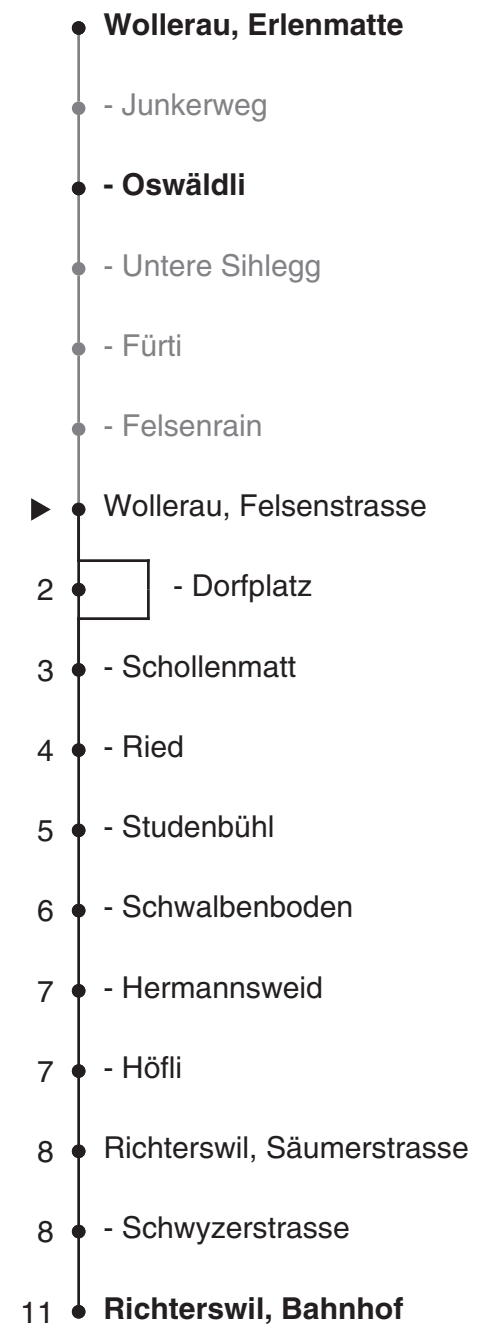 Wollerau, Erlenmatte
- Junkerweg
- Oswäldli
- Untere Sihlegg
- Fürti
- Felsenrain
Wollerau, Felsenstrasse
2 - Dorfplatz
3 - Schollenmatt
4 - Ried
5 - Studenbühl
6 - Schwalbenboden
7 - Hermannsweid
7 - Höfli
8 Richterswil, Säumerstrasse
8 - Schwyzerstrasse
11 Richterswil, Bahnhof